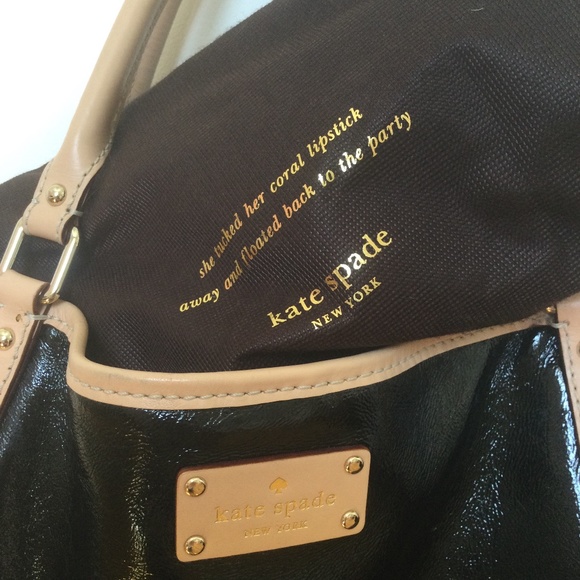 she tucked her coral lipstick
away and floated back to the party
kate spade
NEW YORK
kate spade
NEW YORK